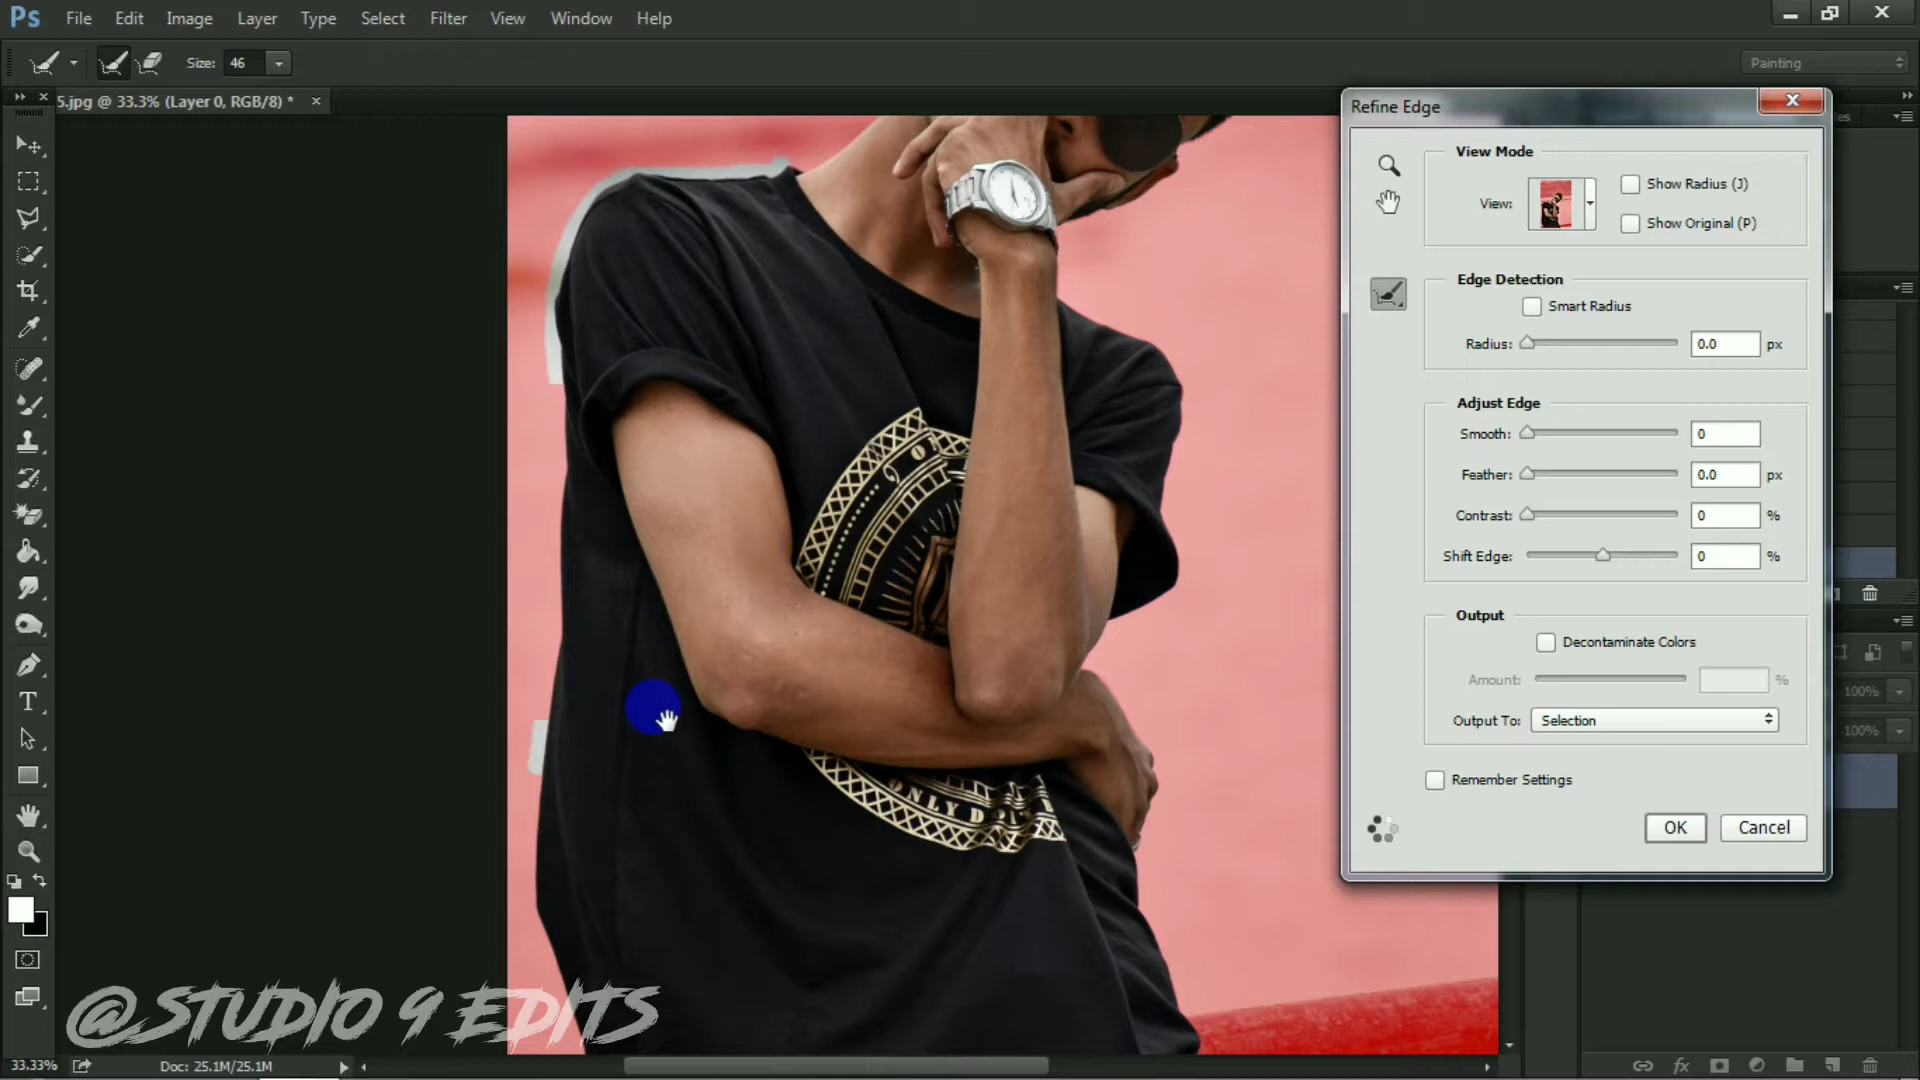 Ps File Edit Image Layer Type Select Filter View Window Help
Size: 46
Painting
5.jpg @ 33.3% (Layer 0, RGB/8) *
Refine Edge
View Mode
View:
Show Radius (J)
Show Original (P)
Edge Detection
Smart Radius
Radius: 0.0 px
Adjust Edge
Smooth: 0
Feather: 0.0 px
Contrast: 0 %
Shift Edge: 0 %
Output
Decontaminate Colors
Amount: %
Output To: Selection
Remember Settings
OK Cancel
100%
100%
ONLY
T
@STUDIO 9 EDITS
33.33% Doc: 25.1M/25.1M
fx